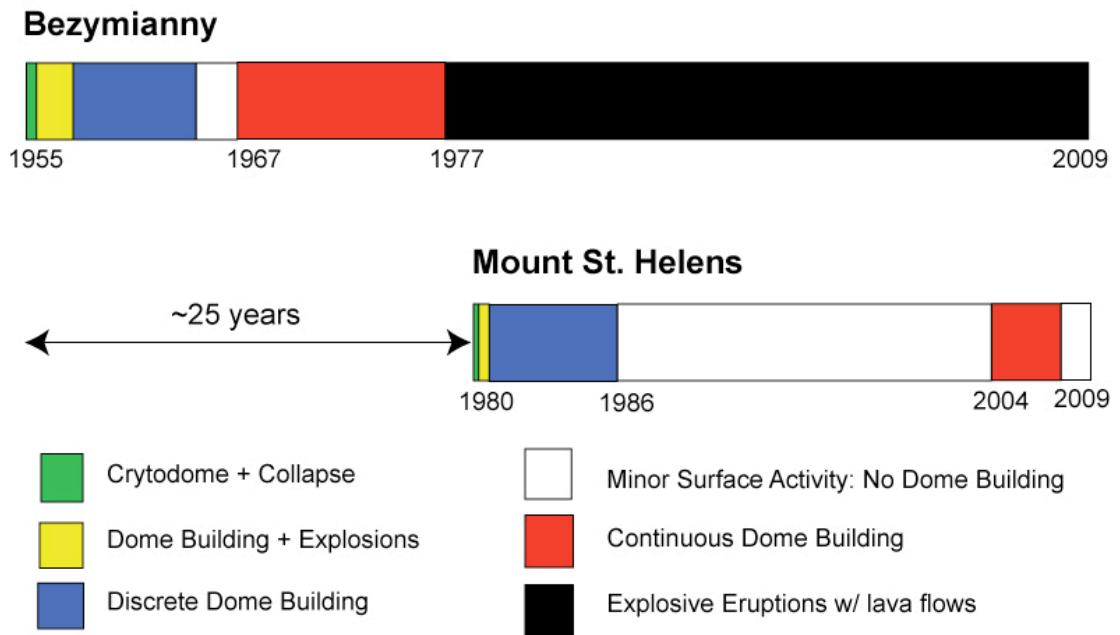 Bezymianny
1955
1967
1977
2009
Mount St. Helens
~25 years
1980
1986
2004
2009
Crytodome + Collapse
Dome Building + Explosions
Discrete Dome Building
Minor Surface Activity: No Dome Building
Continuous Dome Building
Explosive Eruptions w/ lava flows